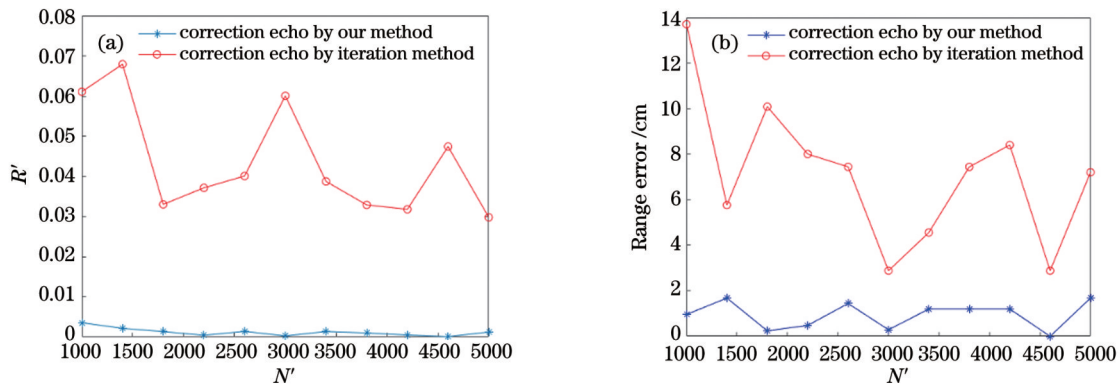 (a)
correction echo by our method
correction echo by iteration method
R′
0.08
0.07
0.06
0.05
0.04
0.03
0.02
0.01
0
1000 1500 2000 2500 3000 3500 4000 4500 5000
N′
(b)
correction echo by our method
correction echo by iteration method
Range error /cm
14
12
10
8
6
4
2
0
1000 1500 2000 2500 3000 3500 4000 4500 5000
N′